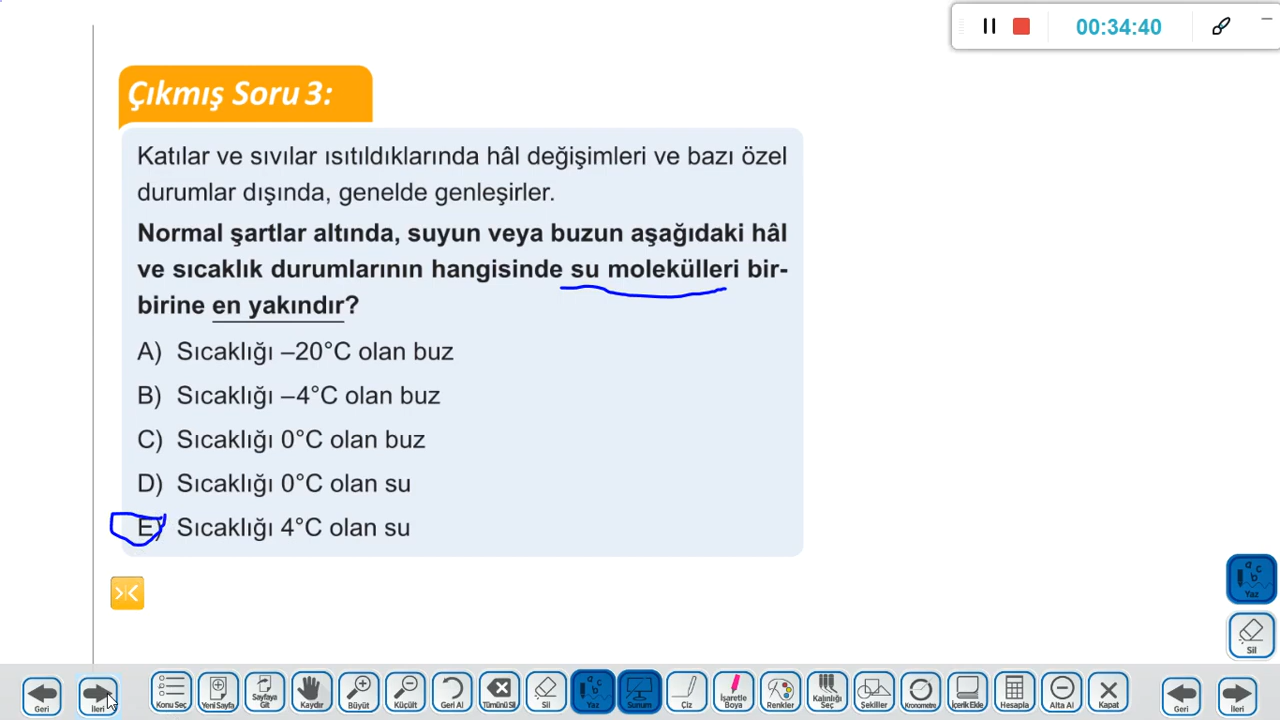 00:34:40
Çıkmış Soru 3:
Katılar ve sıvılar ısıtıldıklarında hâl değişimleri ve bazı özel
durumlar dışında, genelde genleşirler.
Normal şartlar altında, suyun veya buzun aşağıdaki hâl
ve sıcaklık durumlarının hangisinde su molekülleri bir-
birine en yakındır?
A) Sıcaklığı –20°C olan buz
B) Sıcaklığı –4°C olan buz
C) Sıcaklığı 0°C olan buz
D) Sıcaklığı 0°C olan su
E) Sıcaklığı 4°C olan su
a b c Yaz
Sil
Geri İleri Konu Seç Yeni Sayfa Sayfaya Git Kaydır Büyüt Küçült Geri Al Tümünü Sil Sil a b c Yaz Sunum Çiz İşaretle Boya Renkler Kalınlığı Seç Şekiller Kronometre İçerik Ekle Hesapla Alta Al Kapat Geri İleri